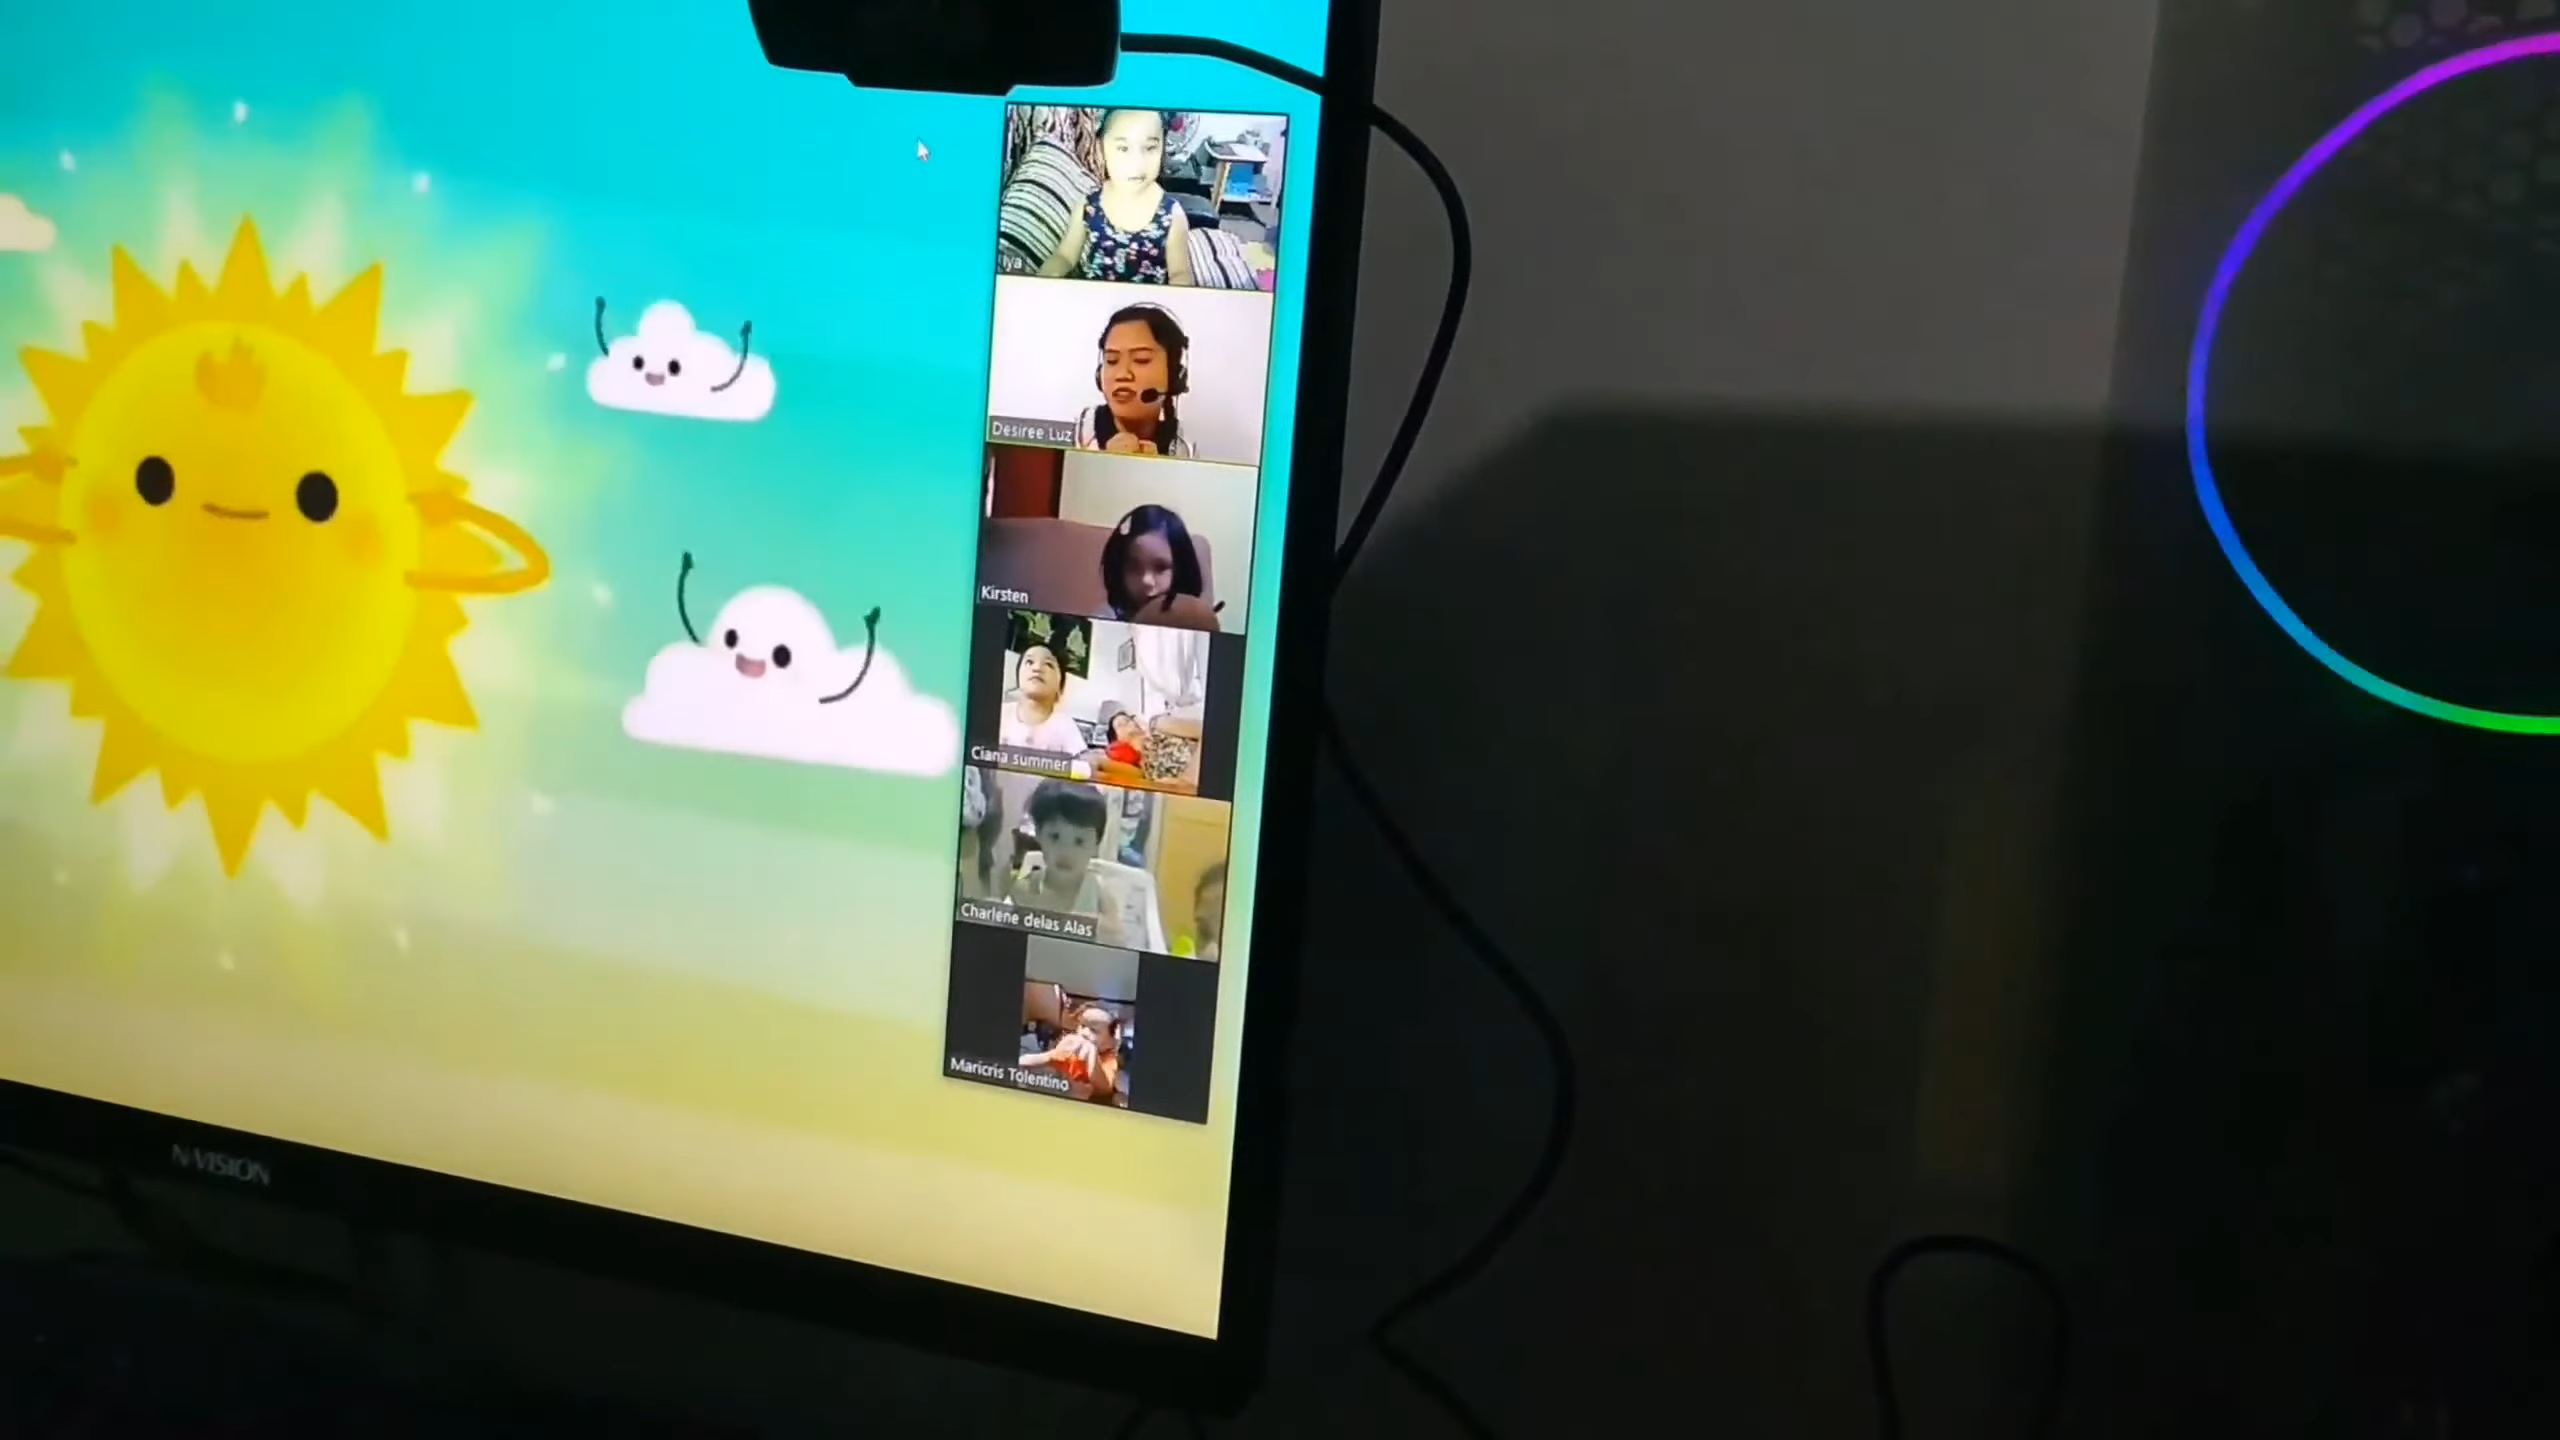 iya
Desiree Luz
Kirsten
Ciana summer
Charlene delas Alas
Maricris Tolentino
N-VISION